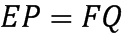 EP = FQ